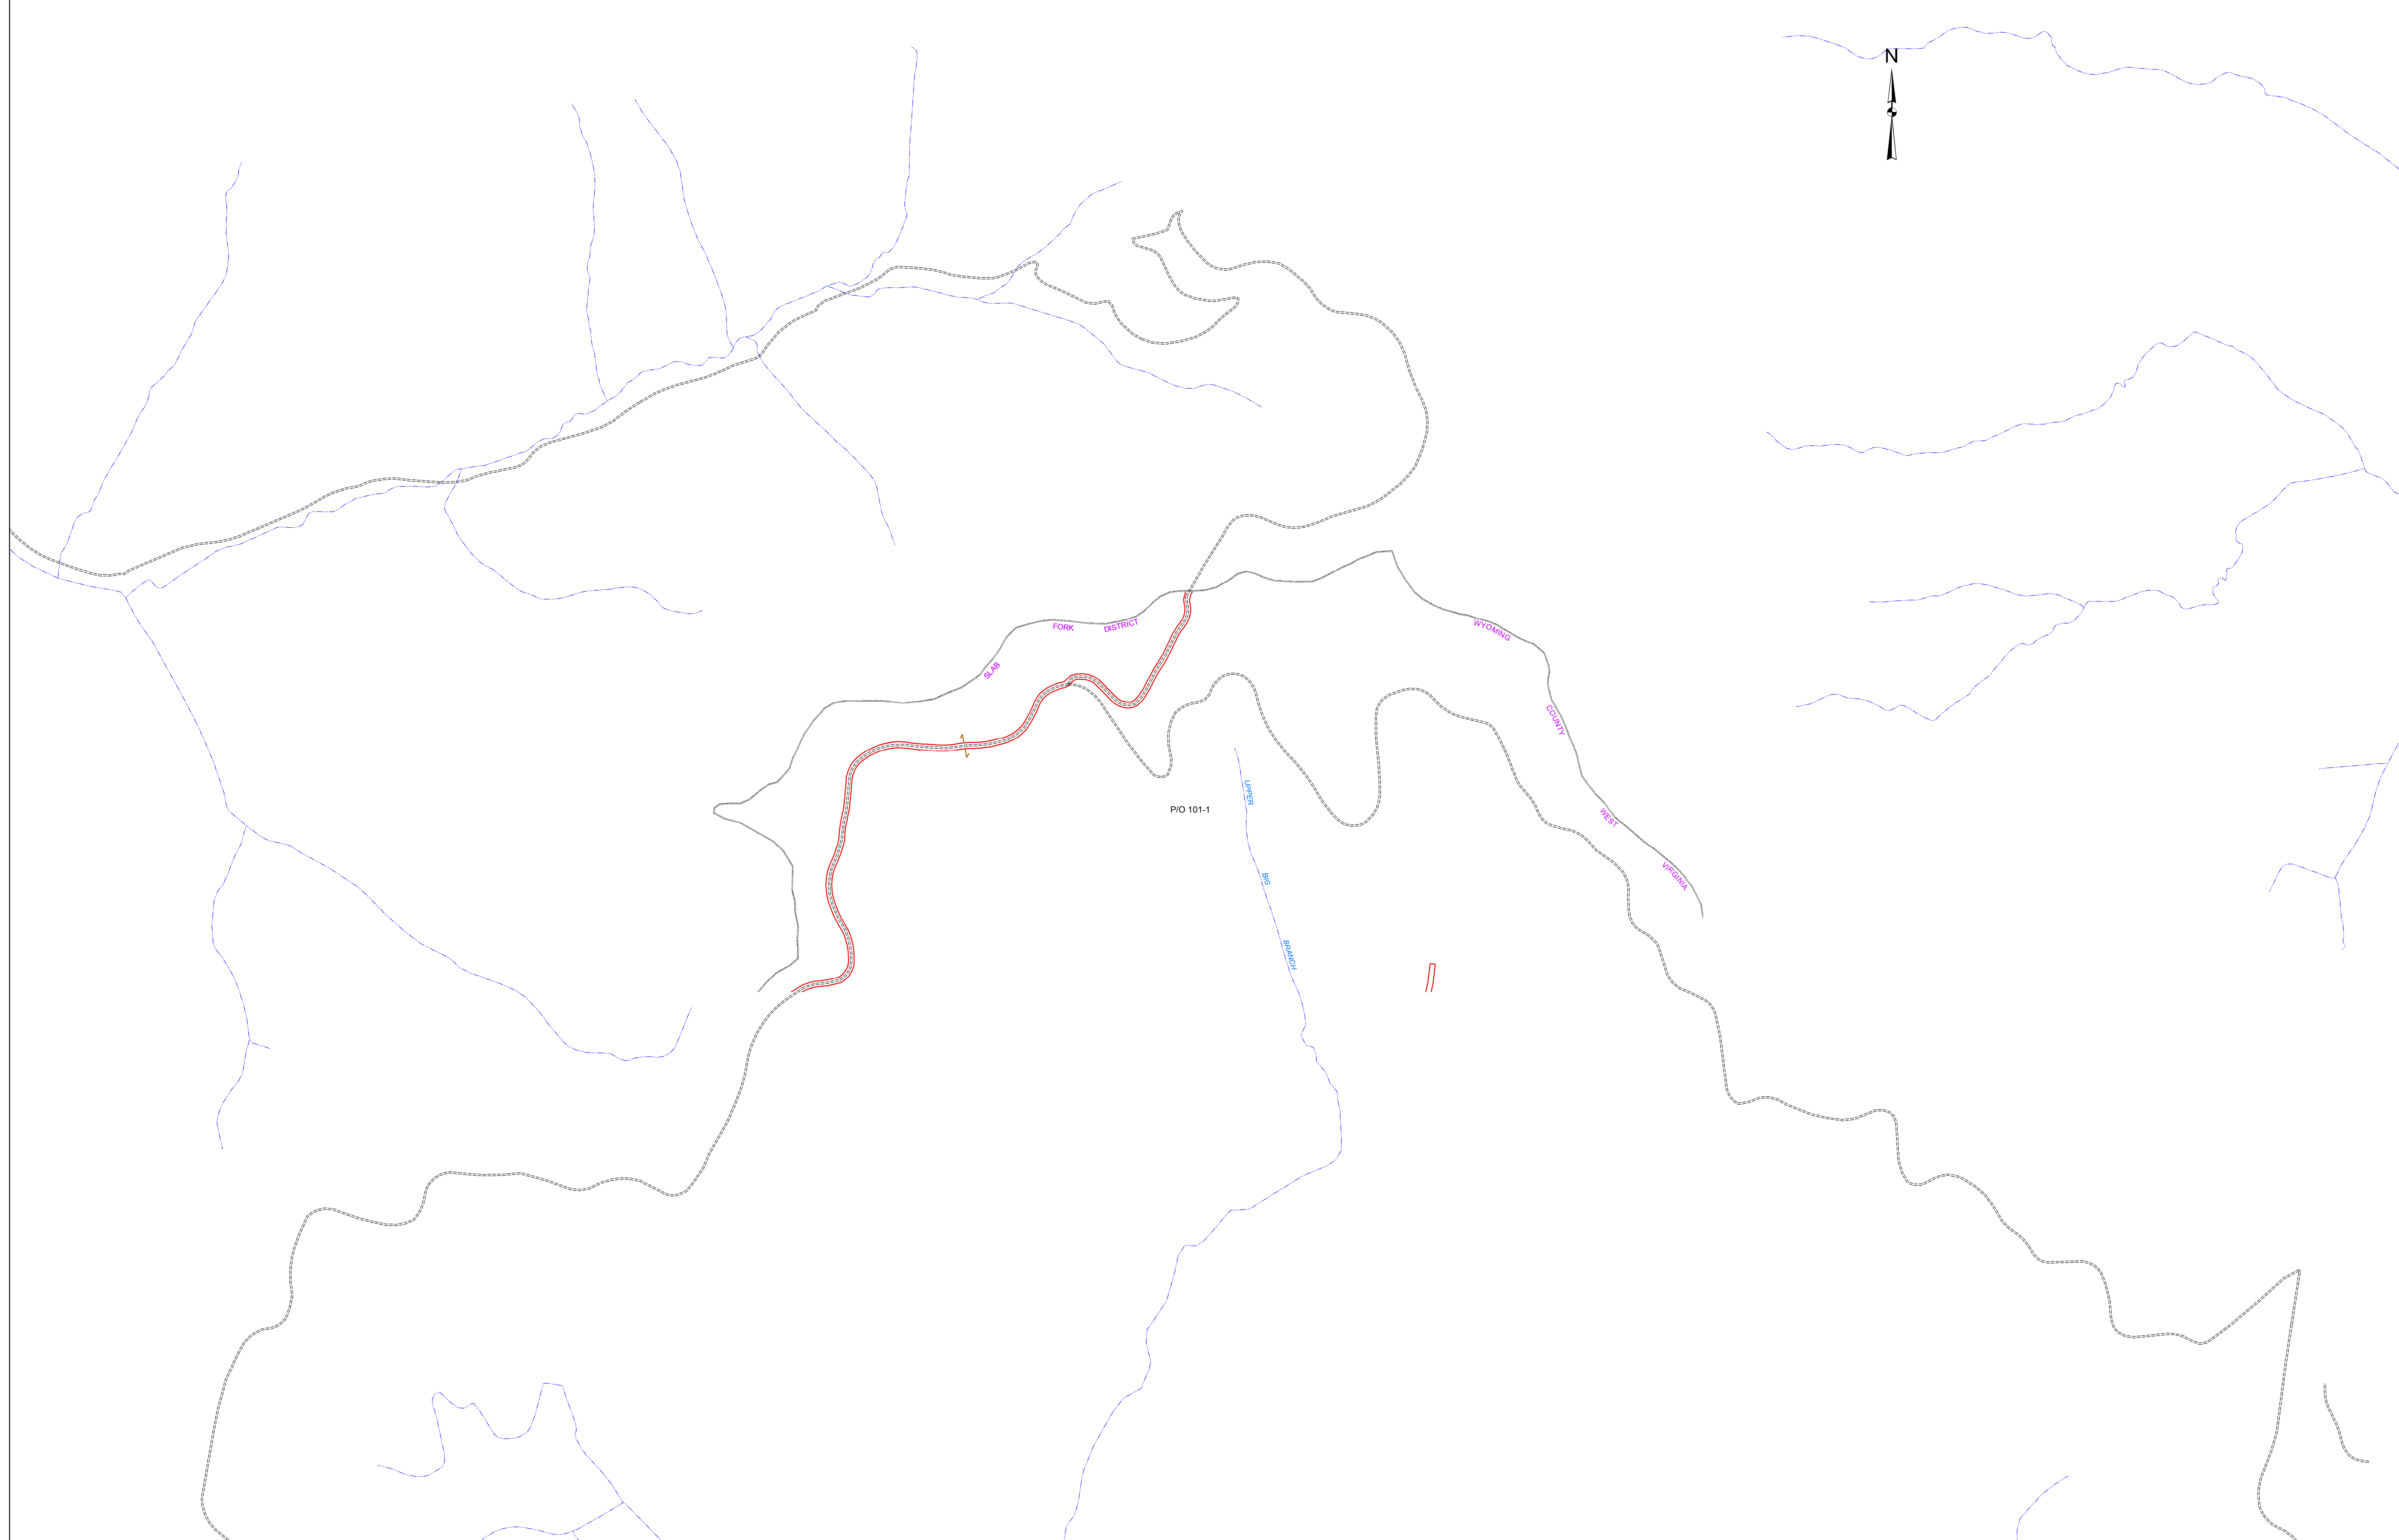 N
SLAB FORK DISTRICT
WYOMING COUNTY WEST VIRGINIA
P/O 101-1
UPPER BIG BRANCH